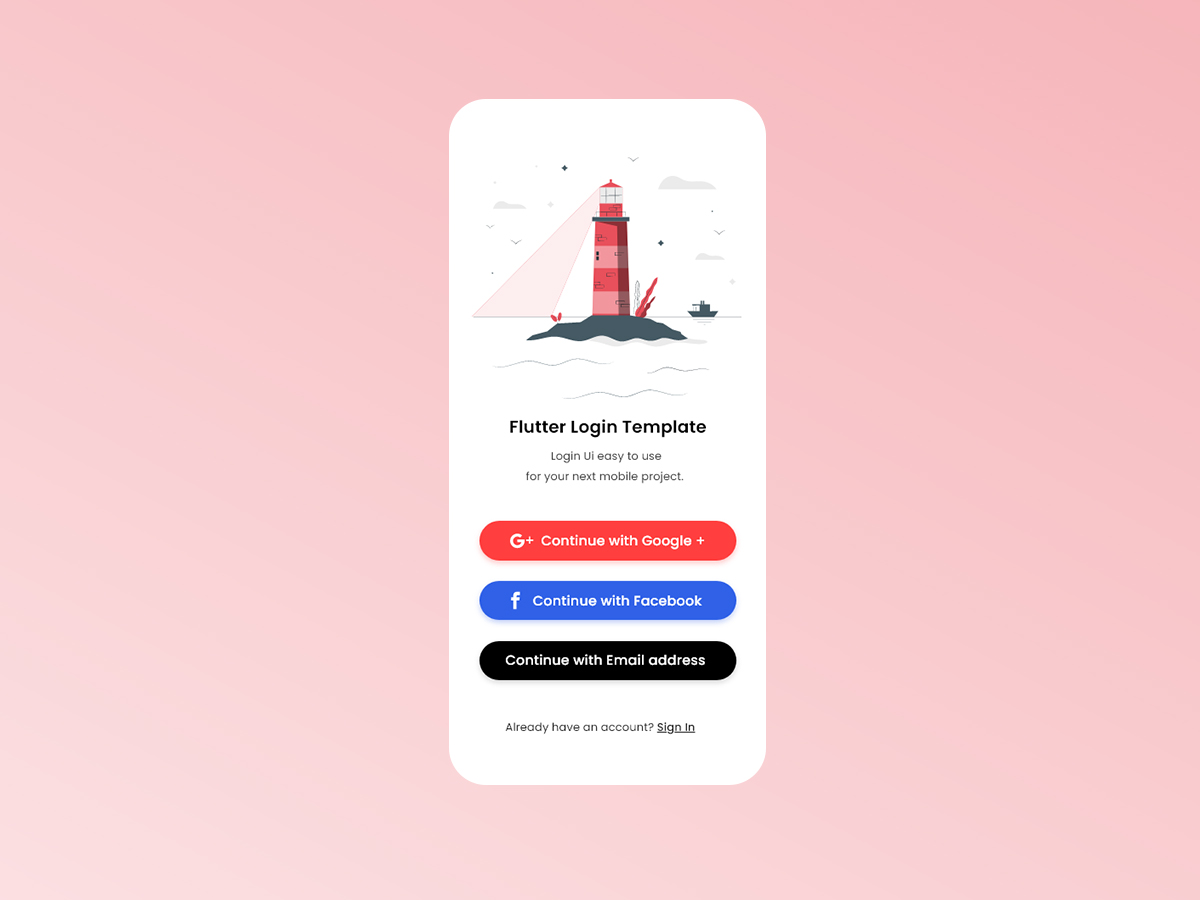 Flutter Login Template
Login Ui easy to use
for your next mobile project.
G+ Continue with Google +
f Continue with Facebook
Continue with Email address
Already have an account? Sign In